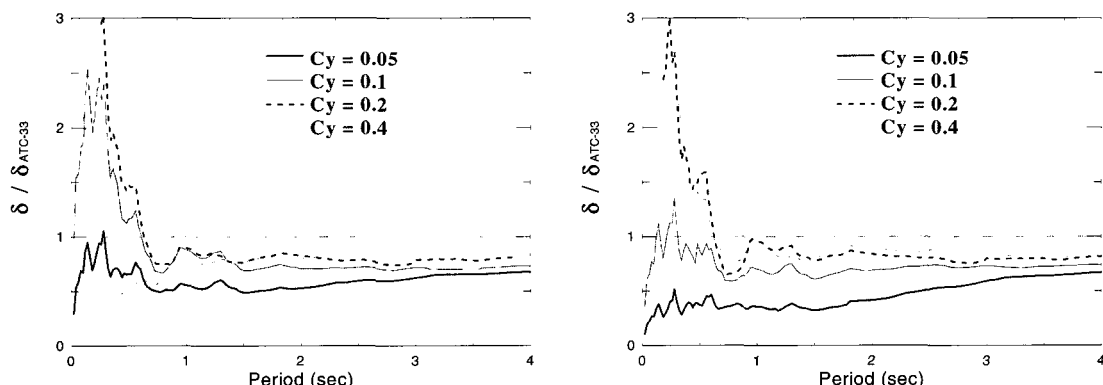 3
2
1
0
δ / δATC-33
Cy = 0.05
Cy = 0.1
Cy = 0.2
Cy = 0.4
0 1 2 3 4
Period (sec)
3
2
1
0
δ / δATC-33
Cy = 0.05
Cy = 0.1
Cy = 0.2
Cy = 0.4
0 1 2 3 4
Period (sec)